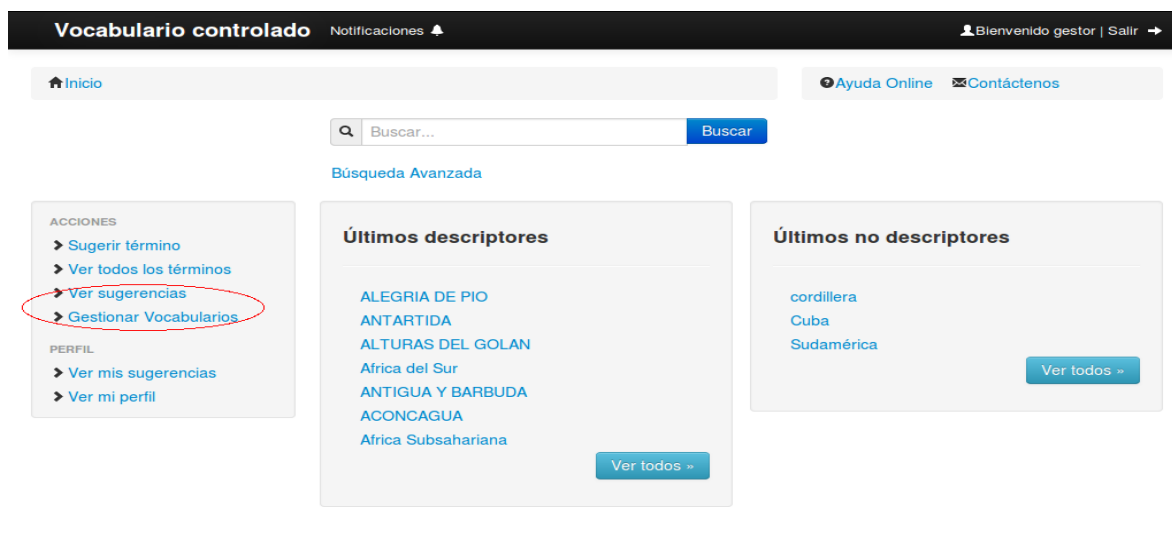 Vocabulario controlado Notificaciones Bienvenido gestor | Salir
Inicio Ayuda Online Contáctenos
Buscar... Buscar
Búsqueda Avanzada
ACCIONES
Sugerir término
Ver todos los términos
Ver sugerencias
Gestionar Vocabularios
PERFIL
Ver mis sugerencias
Ver mi perfil
Últimos descriptores
ALEGRIA DE PIO
ANTARTIDA
ALTURAS DEL GOLAN
Africa del Sur
ANTIGUA Y BARBUDA
ACONCAGUA
Africa Subsahariana
Ver todos »
Últimos no descriptores
cordillera
Cuba
Sudamérica
Ver todos »